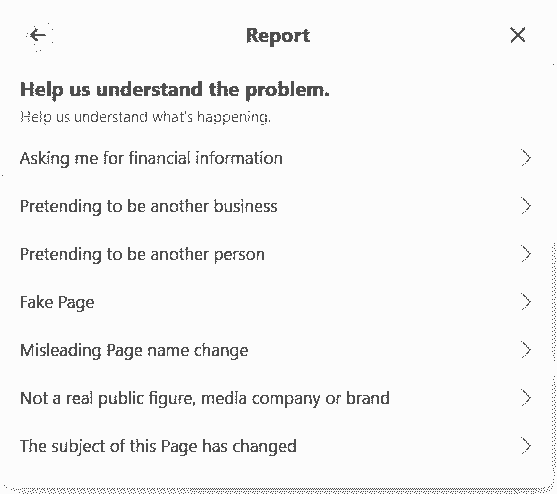 Report
Help us understand the problem.
Help us understand what's happening.
Asking me for financial information
Pretending to be another business
Pretending to be another person
Fake Page
Misleading Page name change
Not a real public figure, media company or brand
The subject of this Page has changed